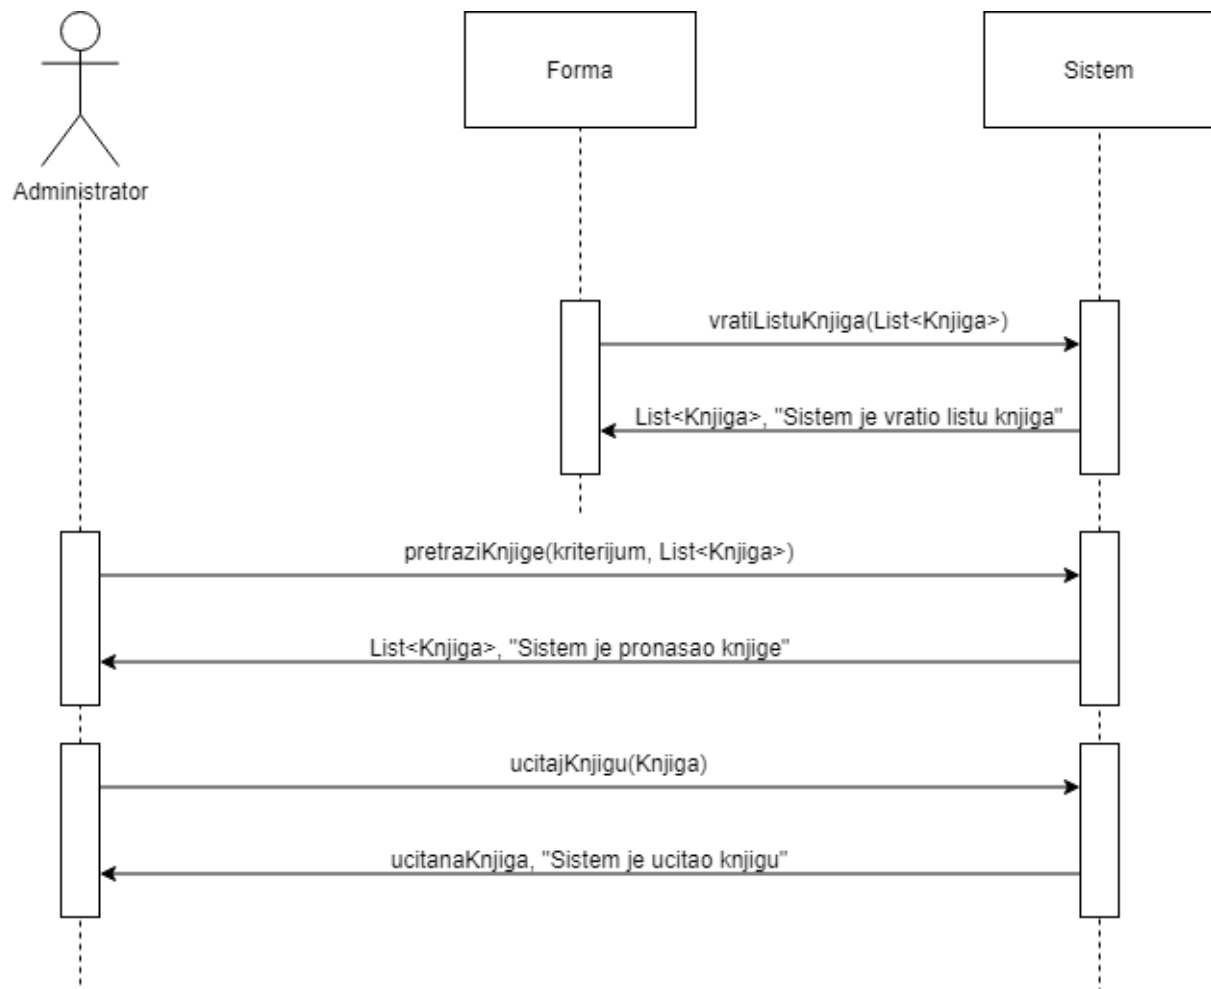 Forma
Sistem
Administrator
vratiListuKnjiga(List<Knjiga>)
List<Knjiga>, "Sistem je vratio listu knjiga"
pretraziKnjige(kriterijum, List<Knjiga>)
List<Knjiga>, "Sistem je pronasao knjige"
ucitajKnjigu(Knjiga)
ucitanaKnjiga, "Sistem je ucitao knjigu"